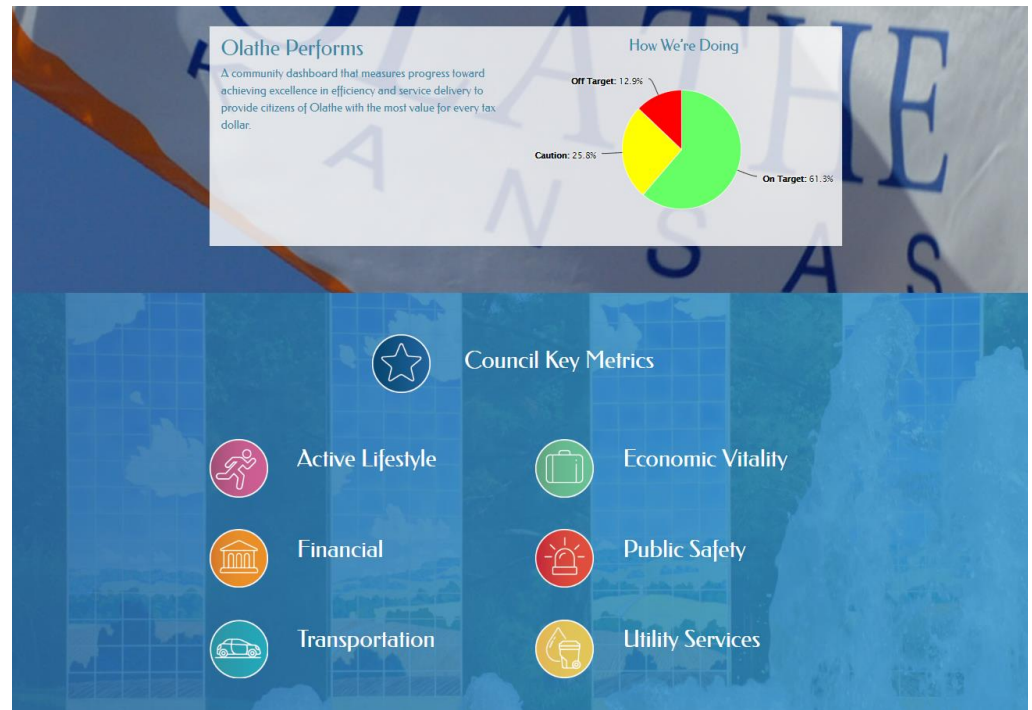 OLATHE
KANSAS
Olathe Performs
A community dashboard that measures progress toward
achieving excellence in efficiency and service delivery to
provide citizens of Olathe with the most value for every tax
dollar.
How We're Doing
Off Target: 12.9%
Caution: 25.8%
On Target: 61.3%
Council Key Metrics
Active Lifestyle
Economic Vitality
Financial
Public Safety
Transportation
Utility Services